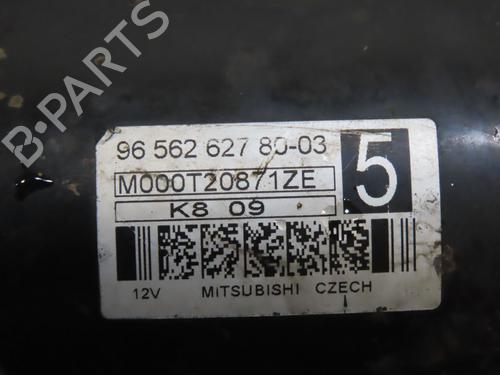 B-PARTS
96 562 627 80-03
M000T20871ZE
5
K8 09
12V MITSUBISHI CZECH